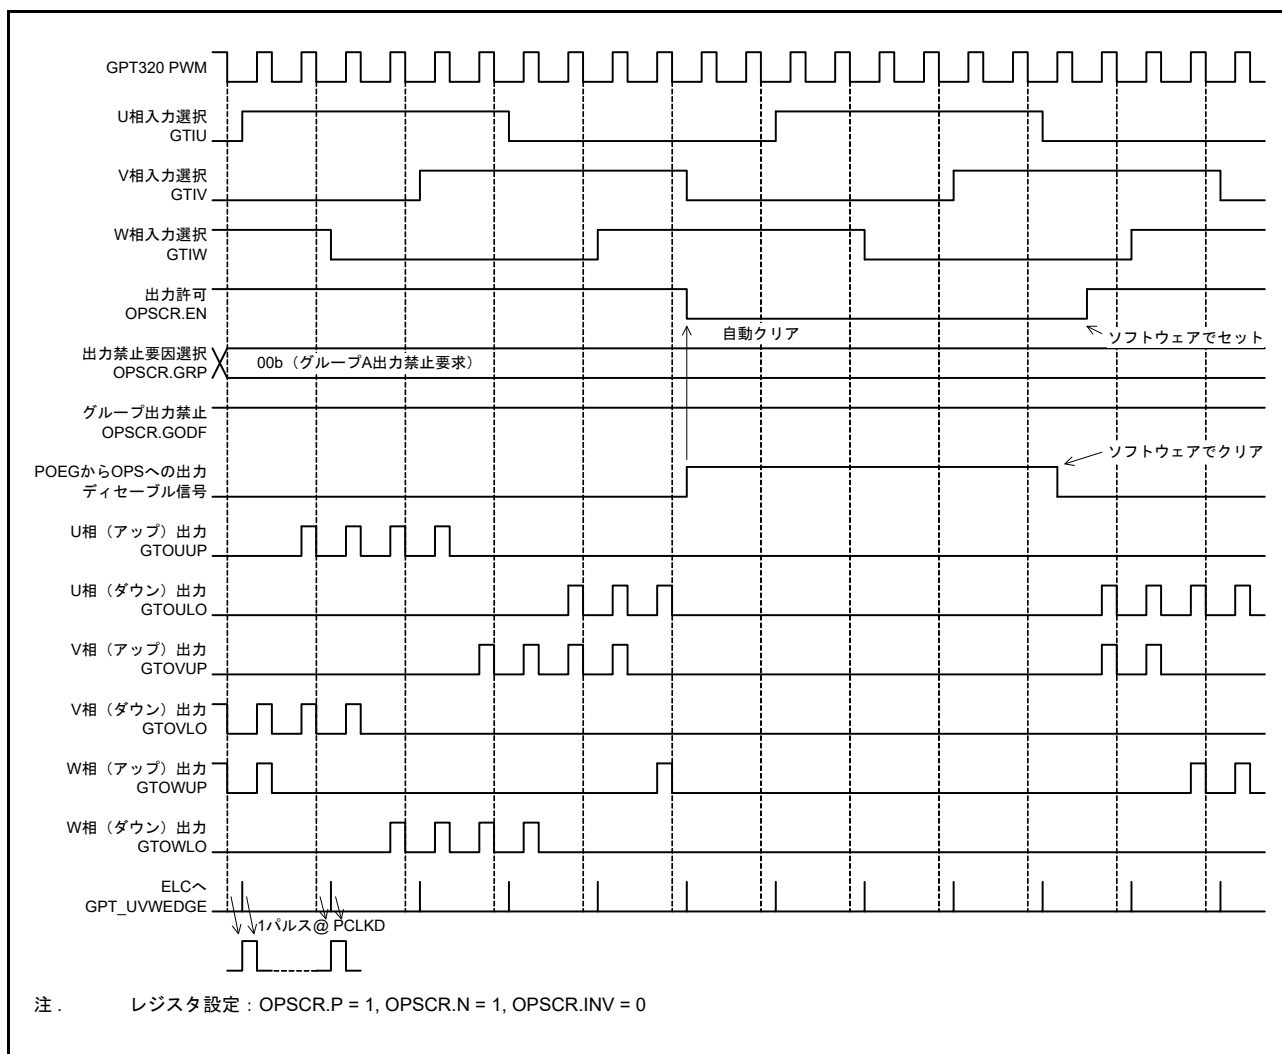 GPT320 PWM
U相入力選択
GTIU
V相入力選択
GTIV
W相入力選択
GTIW
出力許可
OPSCR.EN
自動クリア
ソフトウェアでセット
出力禁止要因選択
OPSCR.GRP
00b（グループA出力禁止要求）
グループ出力禁止
OPSCR.GODF
ソフトウェアでクリア
POEGからOPSへの出力
ディセーブル信号
U相（アップ）出力
GTOUUP
U相（ダウン）出力
GTOULO
V相（アップ）出力
GTOVUP
V相（ダウン）出力
GTOVLO
W相（アップ）出力
GTOWUP
W相（ダウン）出力
GTOWLO
ELCへ
GPT_UVWEDGE
1パルス@ PCLKD
注 . レジスタ設定：OPSCR.P = 1, OPSCR.N = 1, OPSCR.INV = 0